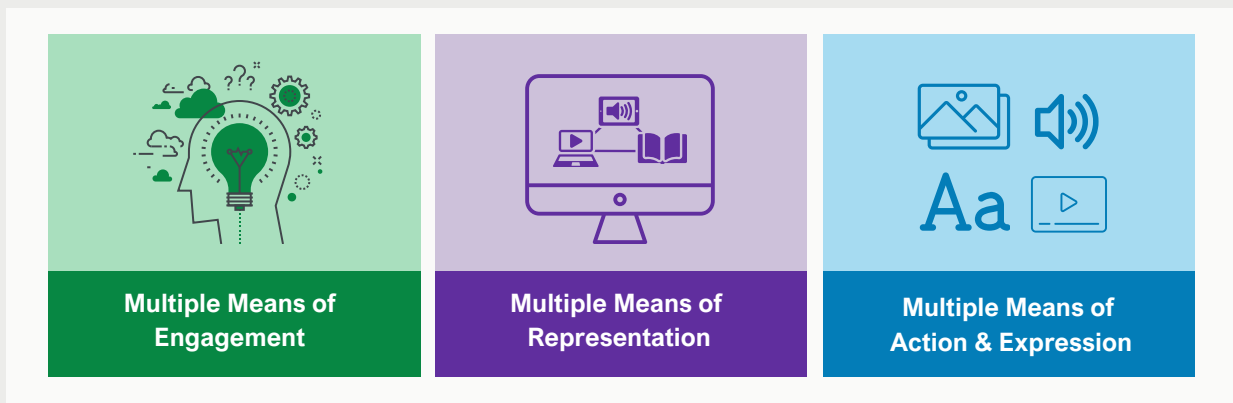 ???
Multiple Means of
Engagement
Multiple Means of
Representation
Aa
Multiple Means of
Action & Expression